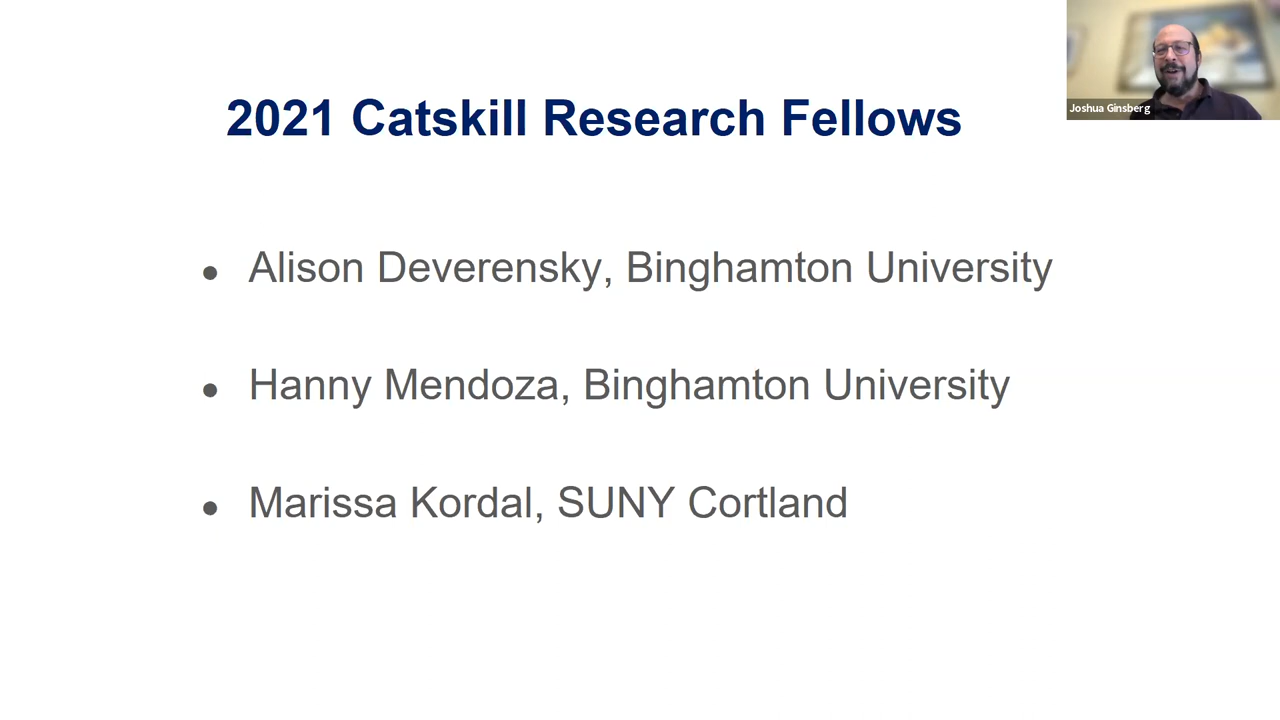 2021 Catskill Research Fellows
Joshua Ginsberg
● Alison Deverensky, Binghamton University
● Hanny Mendoza, Binghamton University
● Marissa Kordal, SUNY Cortland